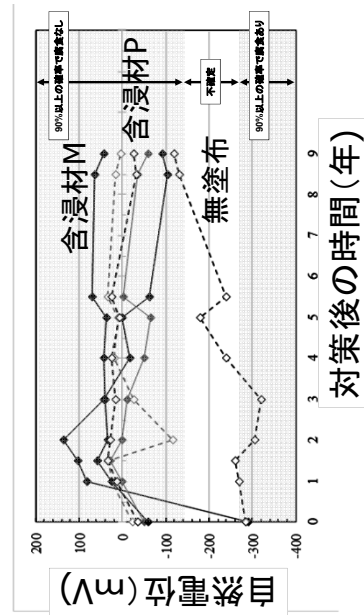 90%以上の確率で腐食なし
不確定
90%以上の確率で腐食あり
含浸材M
含浸材P
無塗布
200
100
0
-100
-200
-300
-400
0 1 2 3 4 5 6 7 8 9
自然電位(mV)
対策後の時間(年)